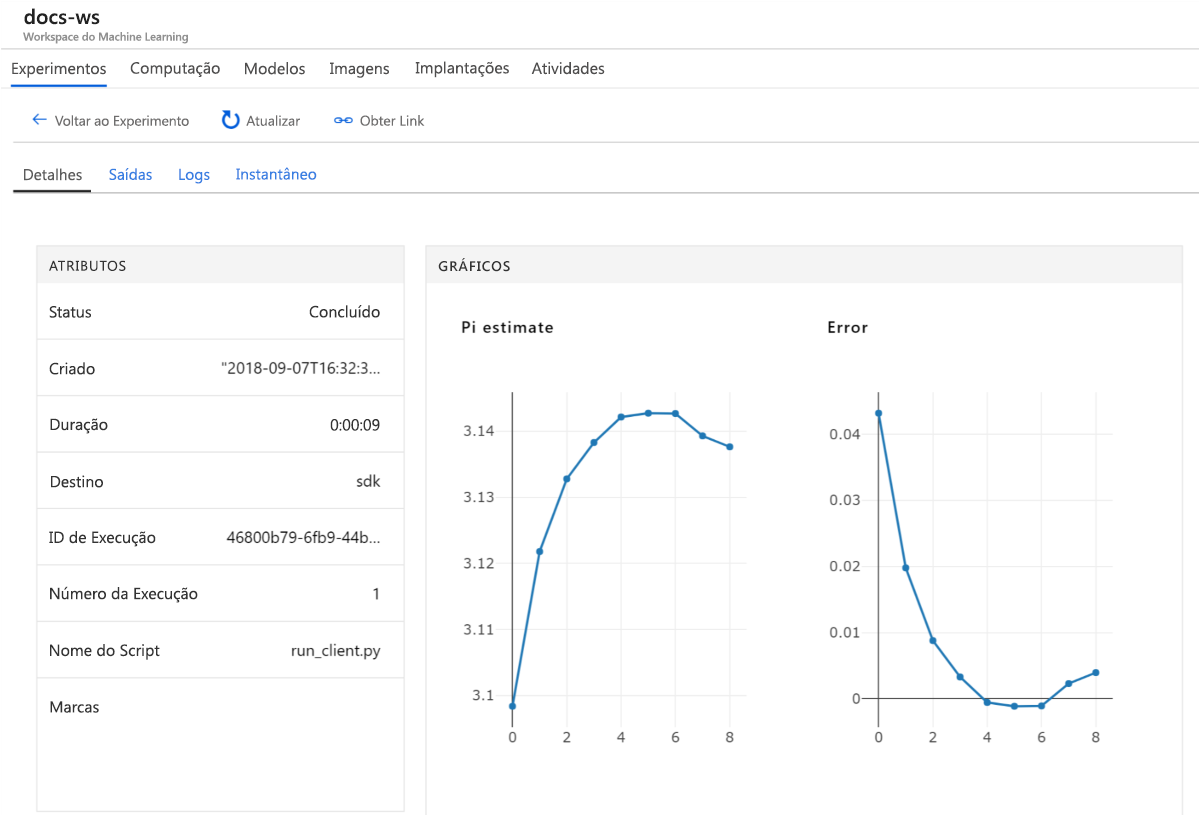 docs-ws
Workspace do Machine Learning
Experimentos Computação Modelos Imagens Implantações Atividades
Voltar ao Experimento Atualizar Obter Link
Detalhes Saídas Logs Instantâneo
ATRIBUTOS
Status Concluído
Criado "2018-09-07T16:32:3...
Duração 0:00:09
Destino sdk
ID de Execução 46800b79-6fb9-44b...
Número da Execução 1
Nome do Script run_client.py
Marcas
GRÁFICOS
Pi estimate
3.14
3.13
3.12
3.11
3.1
0 2 4 6 8
Error
0.04
0.03
0.02
0.01
0
0 2 4 6 8